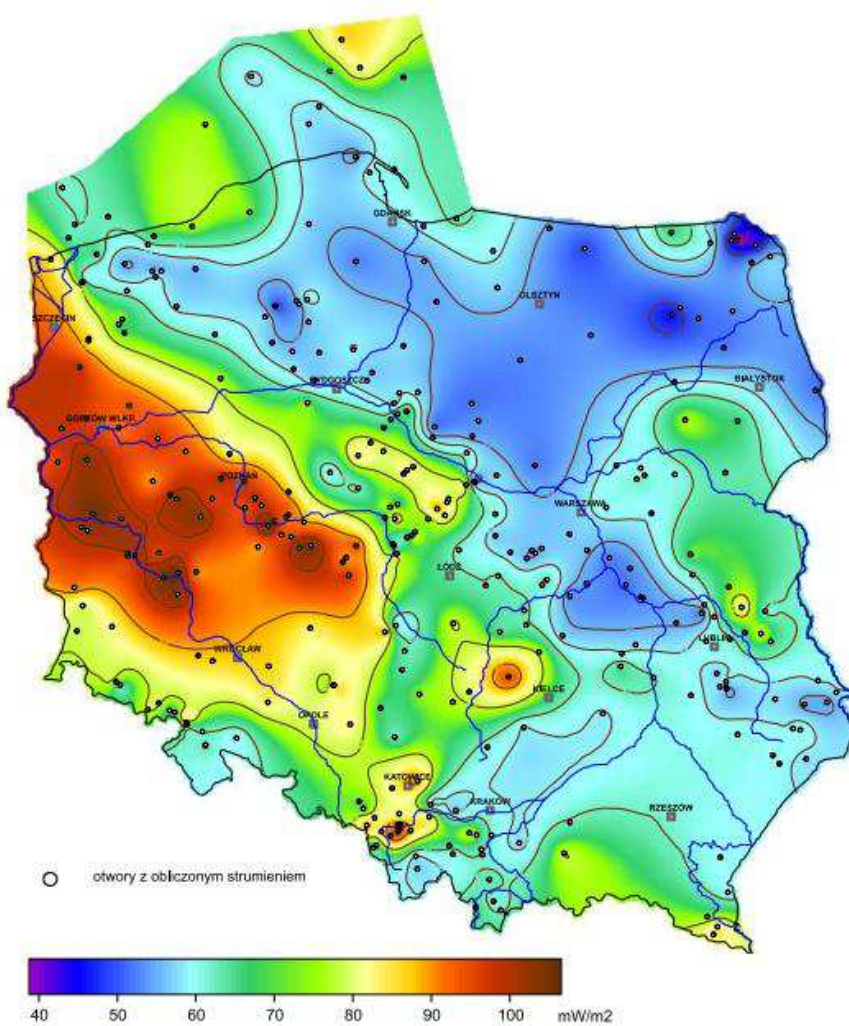 GDAŃSK
OLSZTYN
SZCZECIN
BYDGOSZCZ
BIAŁYSTOK
GORZÓW WLKP.
POZNAŃ
WARSZAWA
ŁÓDŹ
LUBLIN
WROCŁAW
KIELCE
OPOLE
KATOWICE
KRAKÓW
RZESZÓW
otwory z obliczonym strumieniem
40 50 60 70 80 90 100 mW/m2